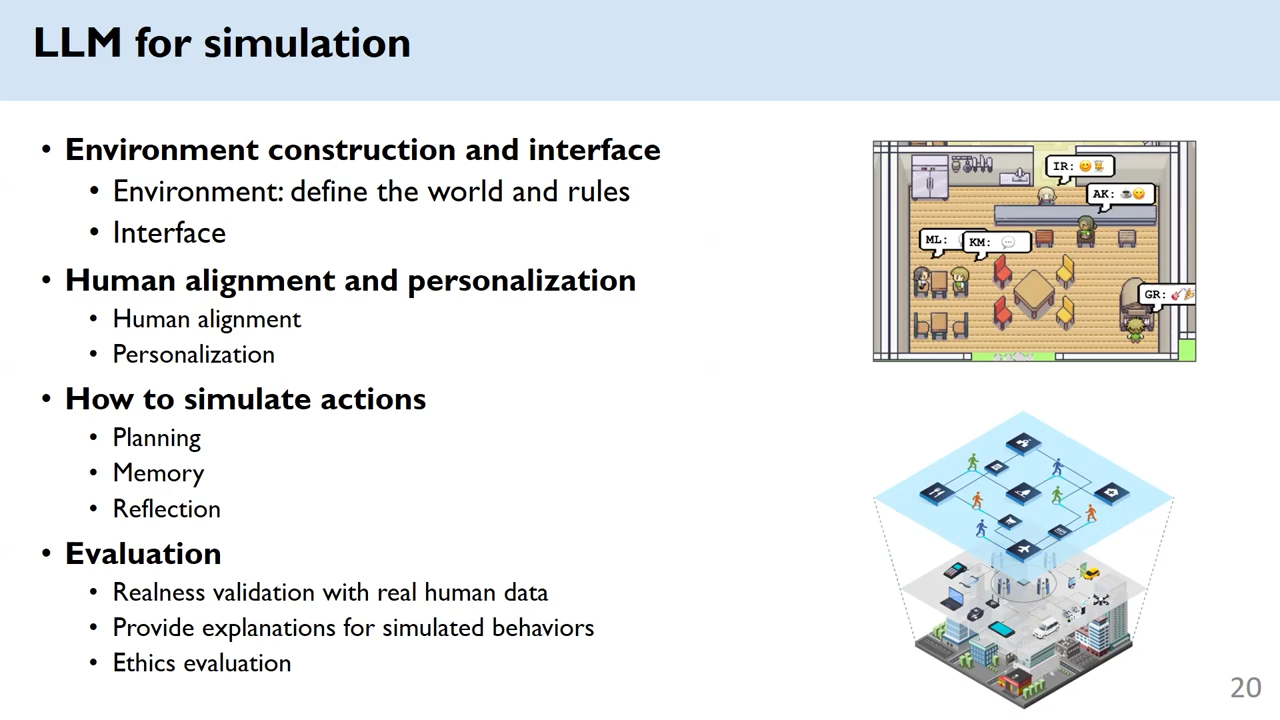 LLM for simulation
• Environment construction and interface
• Environment: define the world and rules
• Interface
• Human alignment and personalization
• Human alignment
• Personalization
• How to simulate actions
• Planning
• Memory
• Reflection
• Evaluation
• Realness validation with real human data
• Provide explanations for simulated behaviors
• Ethics evaluation
IR: 😊
AK: ☕😋
ML:
KM: 💬
GR: 🎸🎉
20